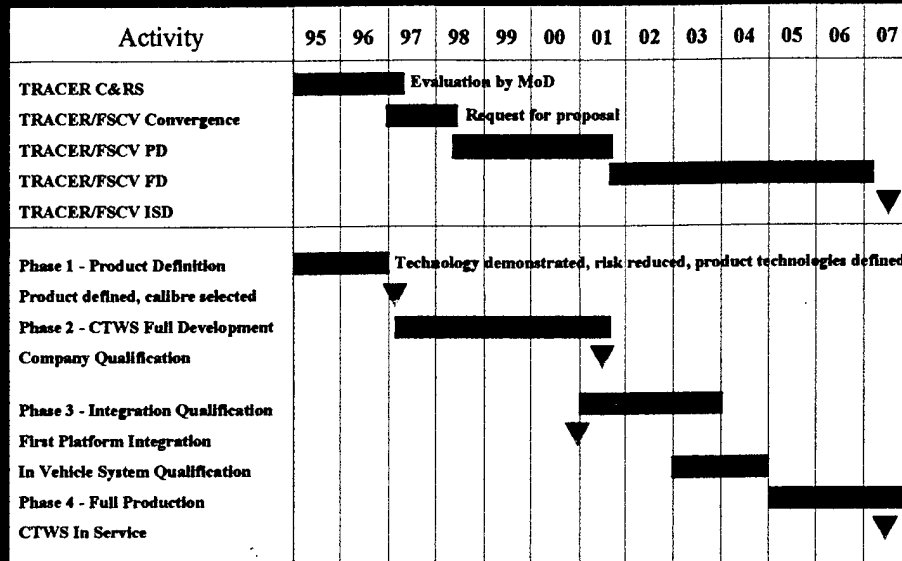 Activity 95 96 97 98 99 00 01 02 03 04 05 06 07
TRACER C&RS Evaluation by MoD
TRACER/FSCV Convergence Request for proposal
TRACER/FSCV PD
TRACER/FSCV FD
TRACER/FSCV ISD
Phase 1 - Product Definition Technology demonstrated, risk reduced, product technologies defined
Product defined, calibre selected
Phase 2 - CTWS Full Development
Company Qualification
Phase 3 - Integration Qualification
First Platform Integration
In Vehicle System Qualification
Phase 4 - Full Production
CTWS In Service